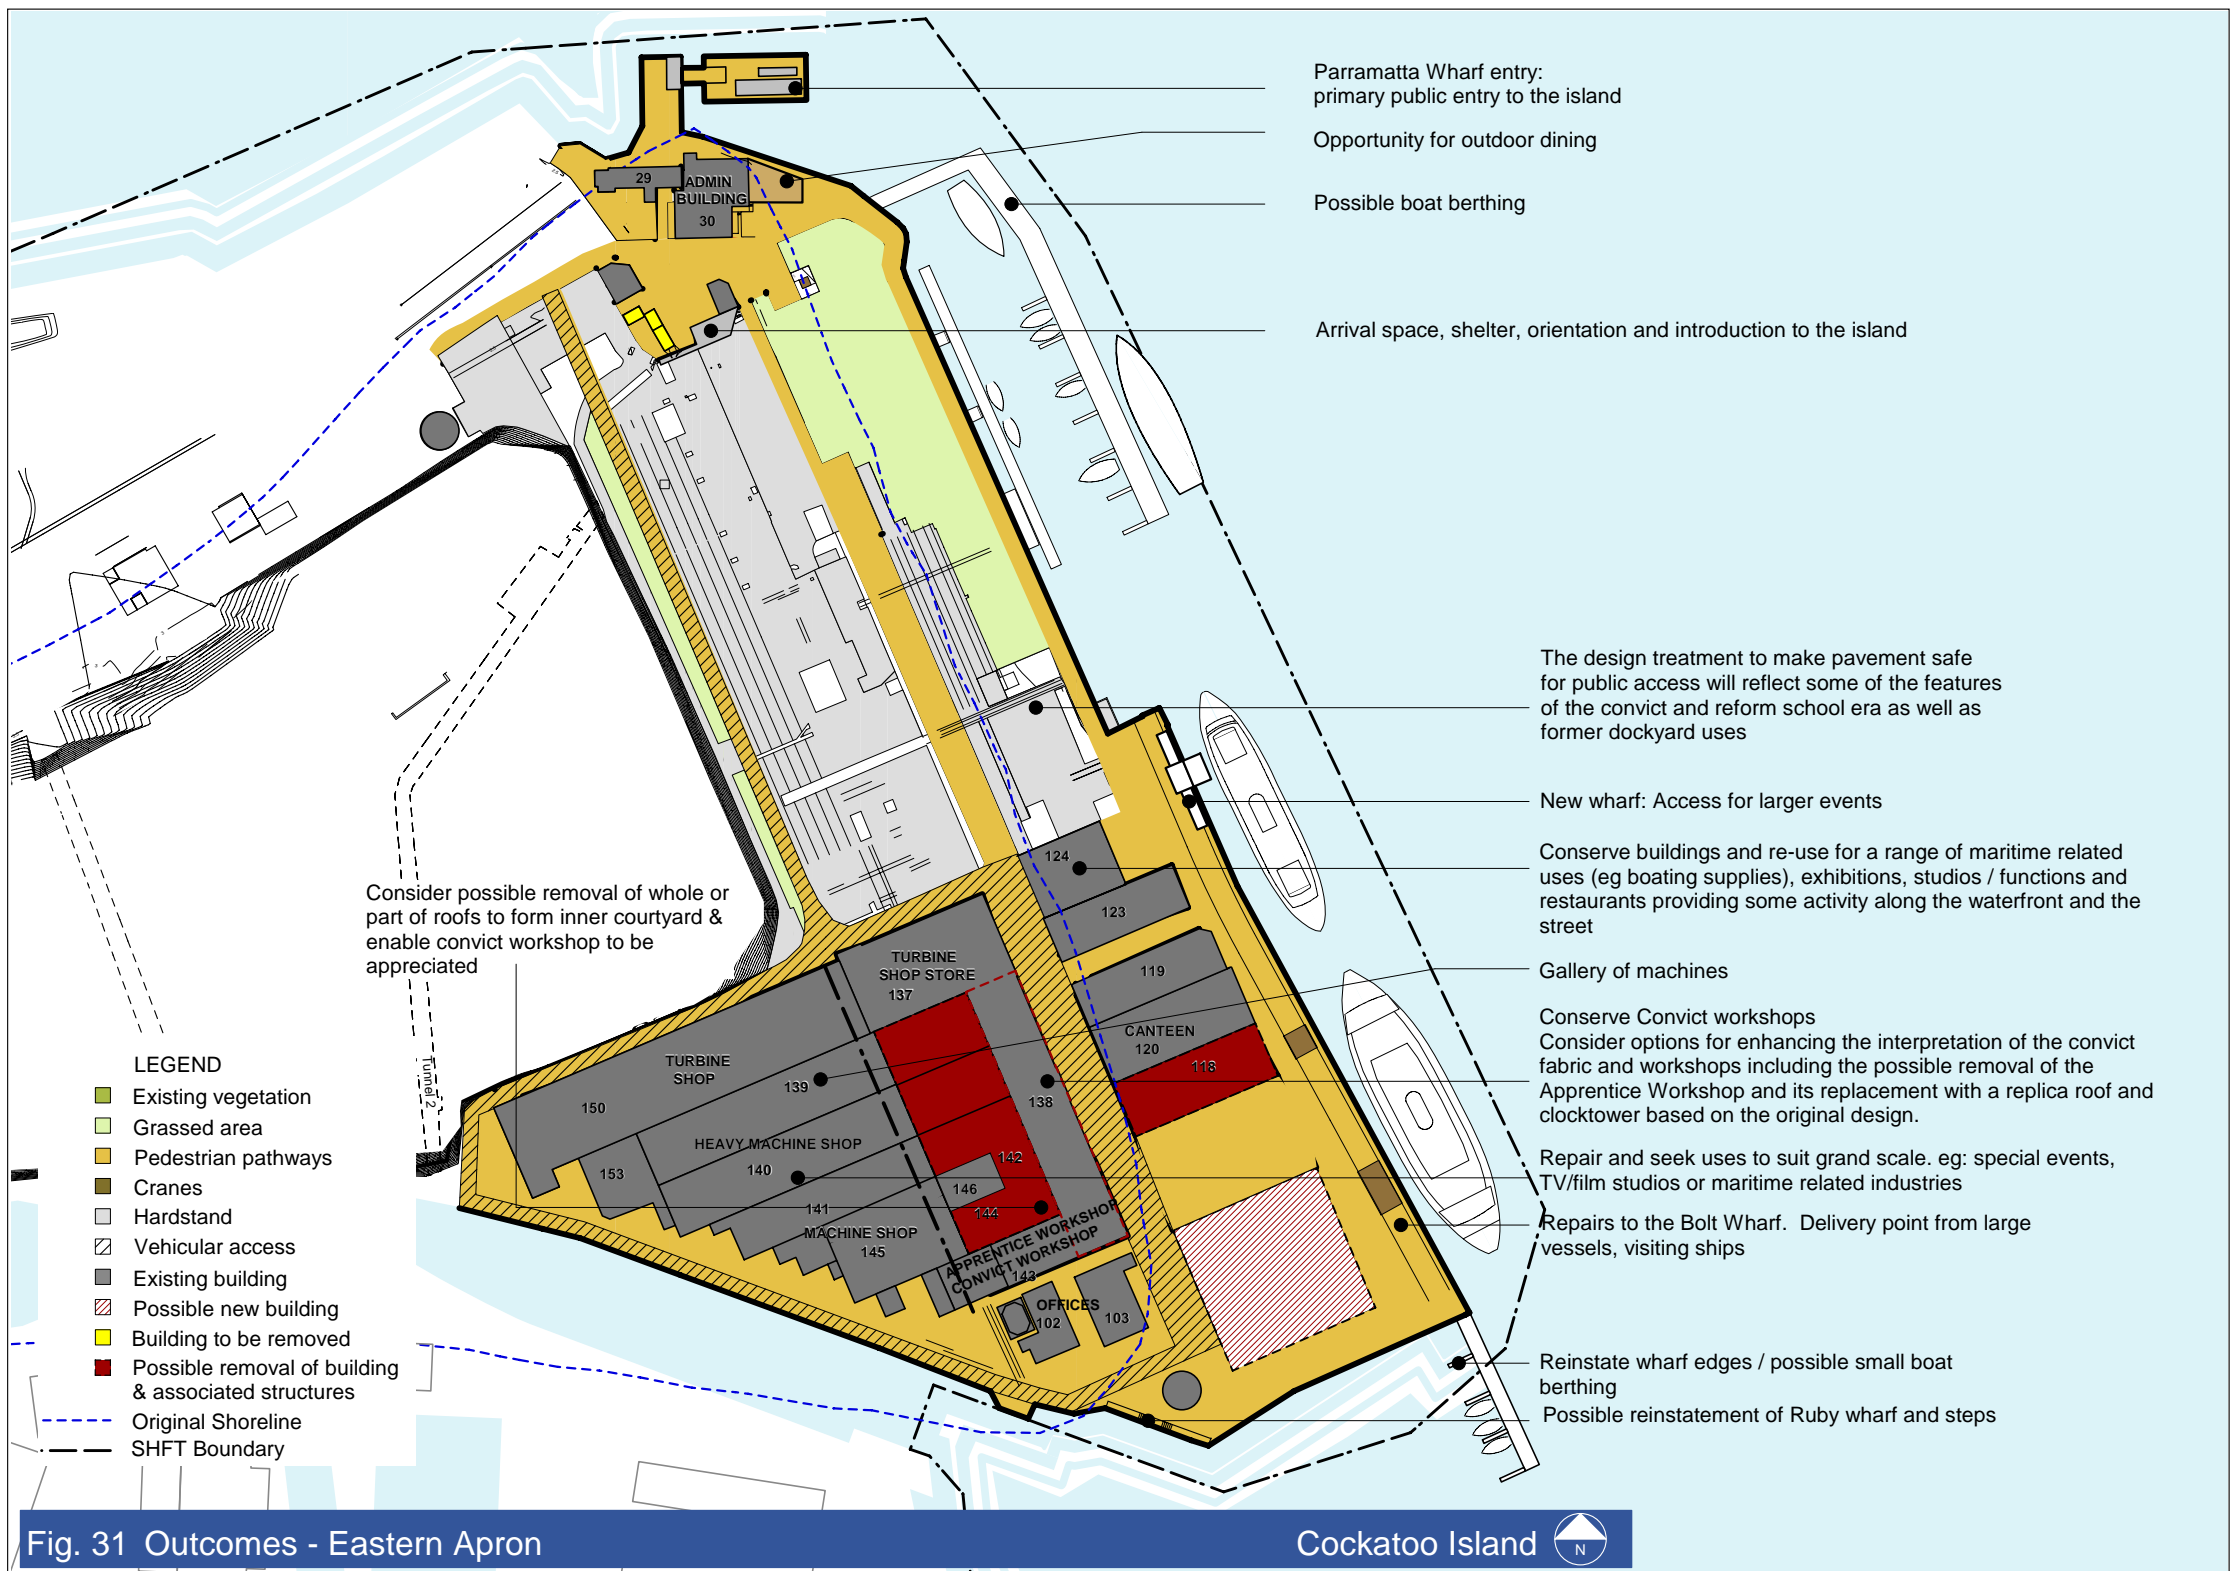 Parramatta Wharf entry:
primary public entry to the island
Opportunity for outdoor dining
Possible boat berthing
Arrival space, shelter, orientation and introduction to the island
The design treatment to make pavement safe
for public access will reflect some of the features
of the convict and reform school era as well as
former dockyard uses
New wharf: Access for larger events
Conserve buildings and re-use for a range of maritime related
uses (eg boating supplies), exhibitions, studios / functions and
restaurants providing some activity along the waterfront and the
street
Gallery of machines
Conserve Convict workshops
Consider options for enhancing the interpretation of the convict
fabric and workshops including the possible removal of the
Apprentice Workshop and its replacement with a replica roof and
clocktower based on the original design.
Repair and seek uses to suit grand scale. eg: special events,
TV/film studios or maritime related industries
Repairs to the Bolt Wharf. Delivery point from large
vessels, visiting ships
Reinstate wharf edges / possible small boat
berthing
Possible reinstatement of Ruby wharf and steps
29
ADMIN
BUILDING
30
124
123
119
CANTEEN
120
118
TURBINE
SHOP STORE
137
TURBINE
SHOP
150
139
138
HEAVY MACHINE SHOP
140
153
142
146
141
144
MACHINE SHOP
145
APPRENTICE WORKSHOP
CONVICT WORKSHOP
143
OFFICES
102
103
Tunnel 2
Consider possible removal of whole or
part of roofs to form inner courtyard &
enable convict workshop to be
appreciated
LEGEND
Existing vegetation
Grassed area
Pedestrian pathways
Cranes
Hardstand
Vehicular access
Existing building
Possible new building
Building to be removed
Possible removal of building
& associated structures
Original Shoreline
SHFT Boundary
Fig. 31 Outcomes - Eastern Apron
Cockatoo Island
N